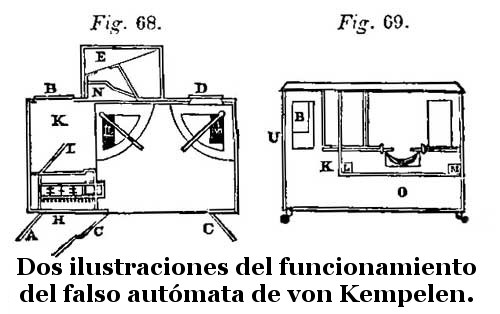 Fig. 68.
Fig. 69.
E
B
N
D
K
L
M
I
H
A
C
C
U
B
K
L
M
O
Dos ilustraciones del funcionamiento
del falso autómata de von Kempelen.